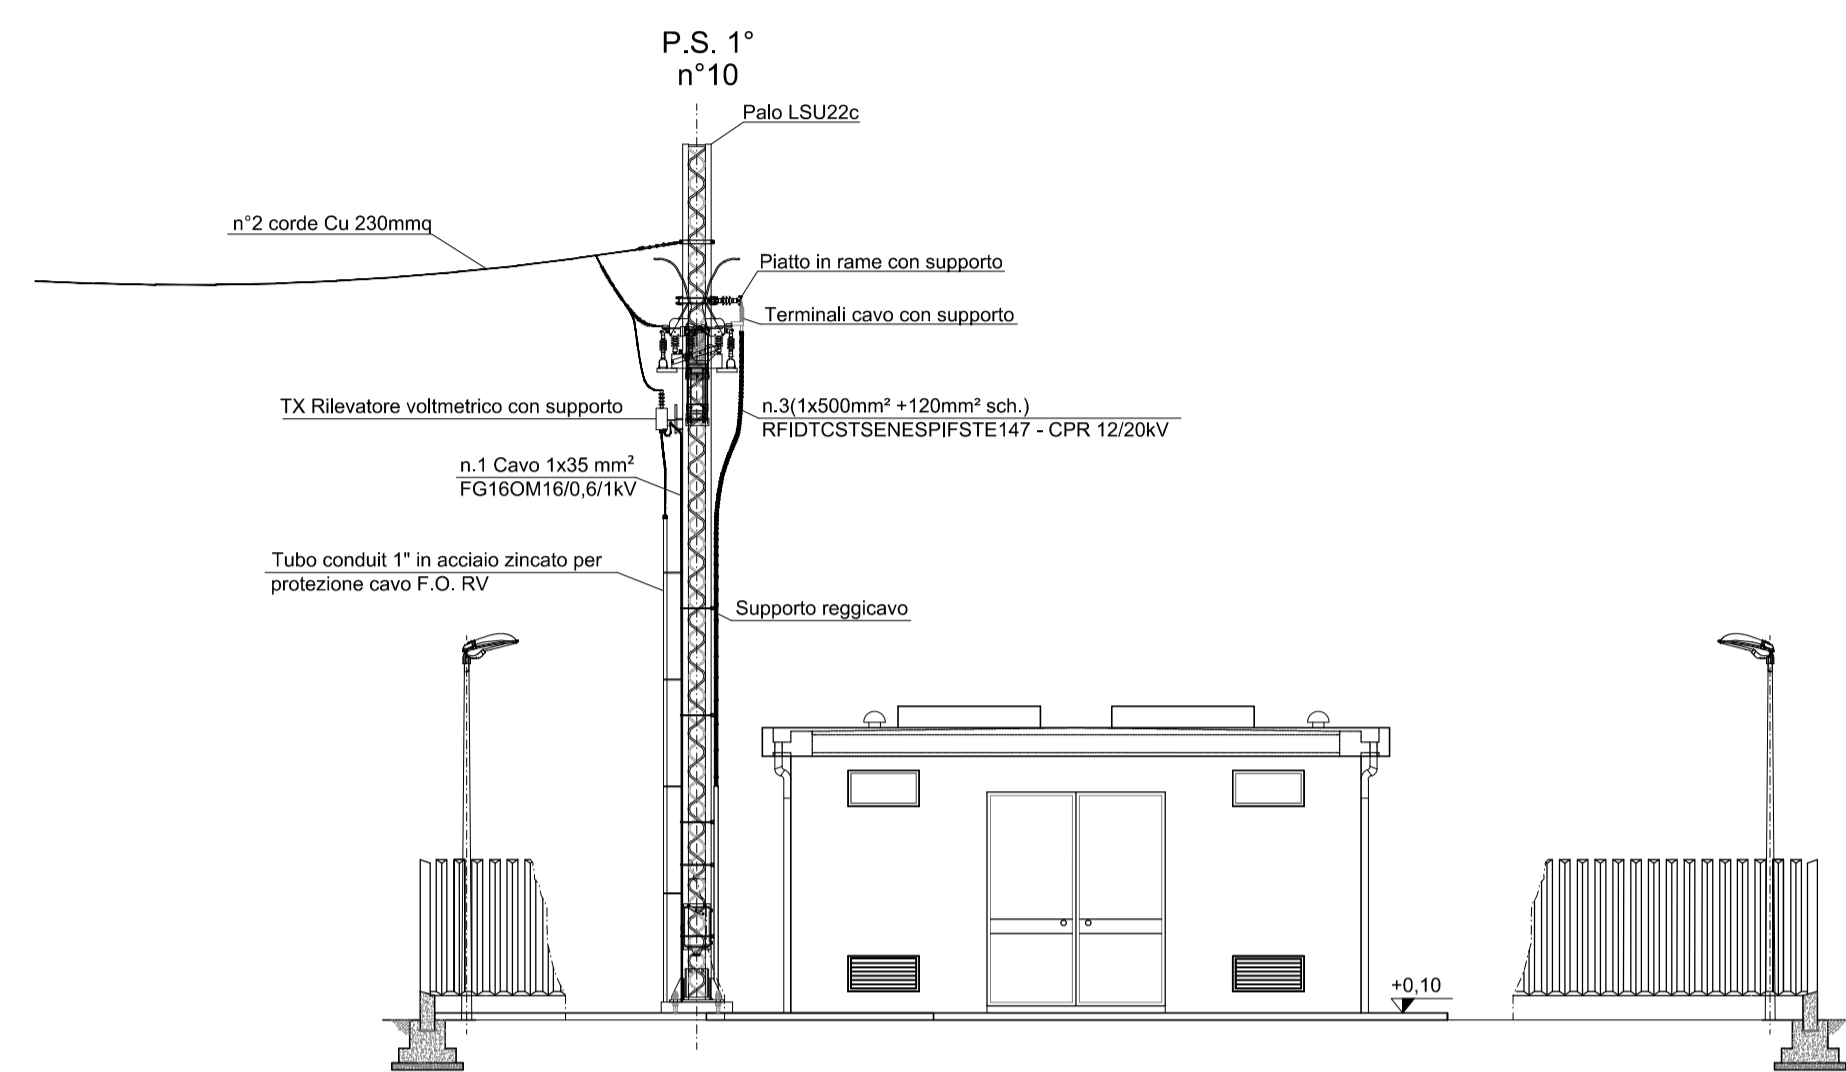 P.S. 1°
n°10
Palo LSU22c
n°2 corde Cu 230mmq
Piatto in rame con supporto
Terminali cavo con supporto
TX Rilevatore voltmetrico con supporto
n.3(1x500mm² +120mm² sch.)
RFIDTCSTSENESPIFSTE147 - CPR 12/20kV
n.1 Cavo 1x35 mm²
FG16OM16/0,6/1kV
Tubo conduit 1" in acciaio zincato per
protezione cavo F.O. RV
Supporto reggicavo
+0,10